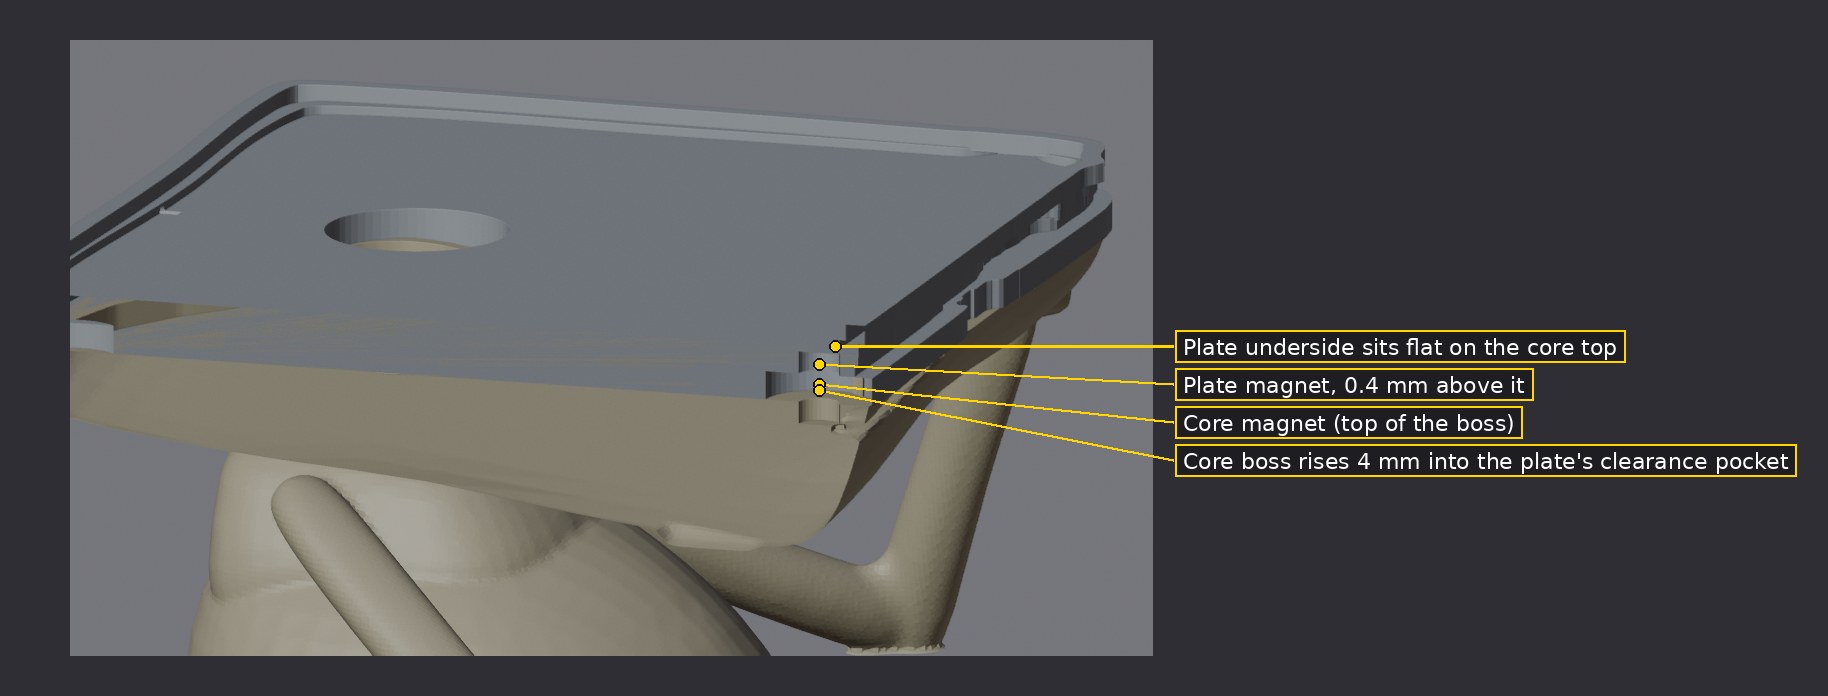 Plate underside sits flat on the core top
Plate magnet, 0.4 mm above it
Core magnet (top of the boss)
Core boss rises 4 mm into the plate's clearance pocket